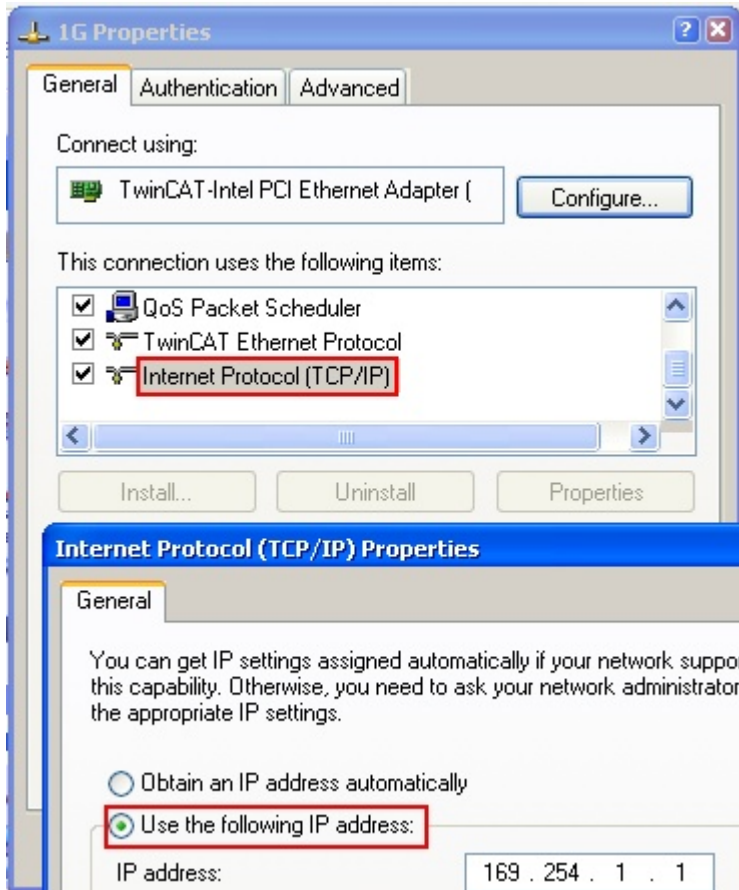 1G Properties
General Authentication Advanced
Connect using:
TwinCAT-Intel PCI Ethernet Adapter (
Configure...
This connection uses the following items:
QoS Packet Scheduler
TwinCAT Ethernet Protocol
Internet Protocol (TCP/IP)
Install... Uninstall Properties
Internet Protocol (TCP/IP) Properties
General
You can get IP settings assigned automatically if your network suppo
this capability. Otherwise, you need to ask your network administrator
the appropriate IP settings.
Obtain an IP address automatically
Use the following IP address:
IP address: 169 . 254 . 1 . 1